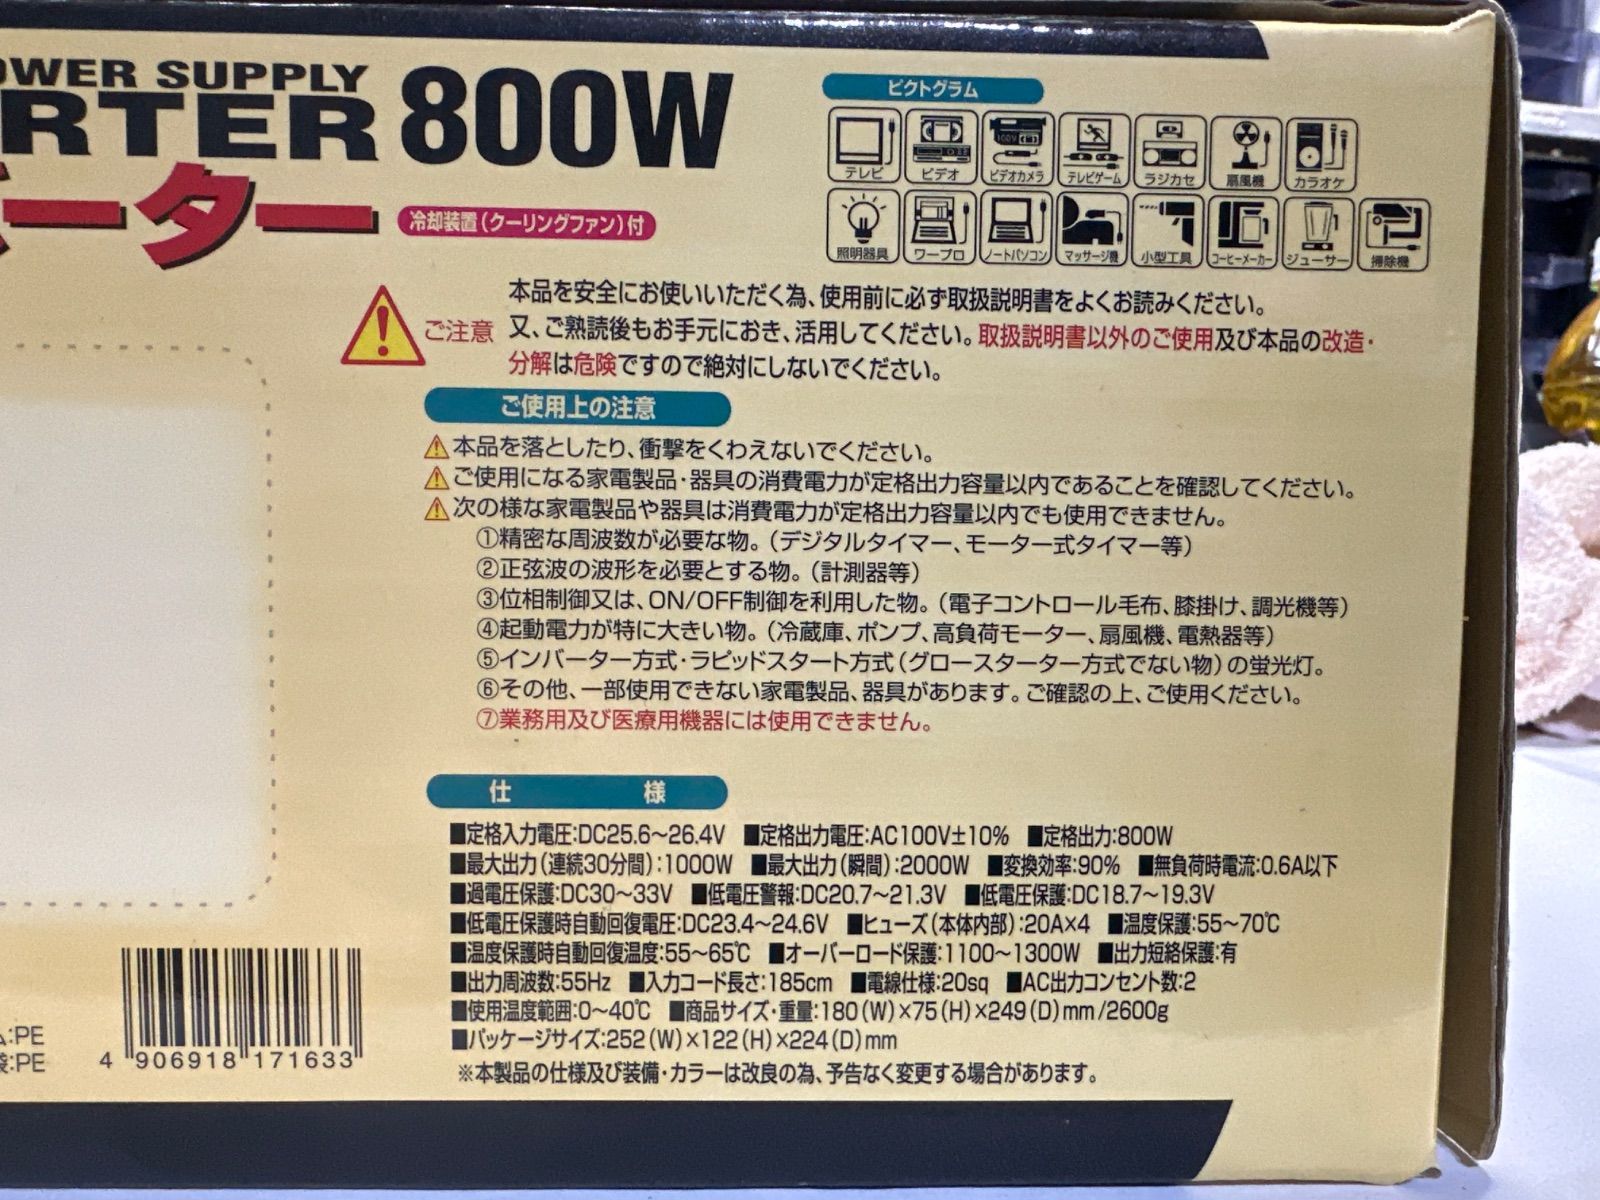 OWER SUPPLY
RTER 800W
ーター
冷却装置(クーリングファン)付
ピクトグラム
テレビ ビデオ ビデオカメラ テレビゲーム ラジカセ 扇風機 カラオケ
照明器具 ワープロ ノートパソコン マッサージ機 小型工具 コーヒーメーカー ジューサー 掃除機
ご注意
本品を安全にお使いいただく為、使用前に必ず取扱説明書をよくお読みください。
又、ご熟読後もお手元におき、活用してください。取扱説明書以外のご使用及び本品の改造・
分解は危険ですので絶対にしないでください。
ご使用上の注意
本品を落としたり、衝撃をくわえないでください。
ご使用になる家電製品・器具の消費電力が定格出力容量以内であることを確認してください。
次の様な家電製品や器具は消費電力が定格出力容量以内でも使用できません。
①精密な周波数が必要な物。(デジタルタイマー、モーター式タイマー等)
②正弦波の波形を必要とする物。(計測器等)
③位相制御又は、ON/OFF制御を利用した物。(電子コントロール毛布、膝掛け、調光機等)
④起動電力が特に大きい物。(冷蔵庫、ポンプ、高負荷モーター、扇風機、電熱器等)
⑤インバーター方式・ラピッドスタート方式(グロースターター方式でない物)の蛍光灯。
⑥その他、一部使用できない家電製品、器具があります。ご確認の上、ご使用ください。
⑦業務用及び医療用機器には使用できません。
仕 様
■定格入力電圧:DC25.6〜26.4V ■定格出力電圧:AC100V±10% ■定格出力:800W
■最大出力(連続30分間):1000W ■最大出力(瞬間):2000W ■変換効率:90% ■無負荷時電流:0.6A以下
■過電圧保護:DC30〜33V ■低電圧警報:DC20.7〜21.3V ■低電圧保護:DC18.7〜19.3V
■低電圧保護時自動回復電圧:DC23.4〜24.6V ■ヒューズ(本体内部):20A×4 ■温度保護:55〜70℃
■温度保護時自動回復温度:55〜65℃ ■オーバーロード保護:1100〜1300W ■出力短絡保護:有
■出力周波数:55Hz ■入力コード長さ:185cm ■電線仕様:20sq ■AC出力コンセント数:2
■使用温度範囲:0〜40℃ ■商品サイズ・重量:180(W)×75(H)×249(D)mm/2600g
■パッケージサイズ:252(W)×122(H)×224(D)mm
※本製品の仕様及び装備・カラーは改良の為、予告なく変更する場合があります。
:PE
:PE
4 906918 171633